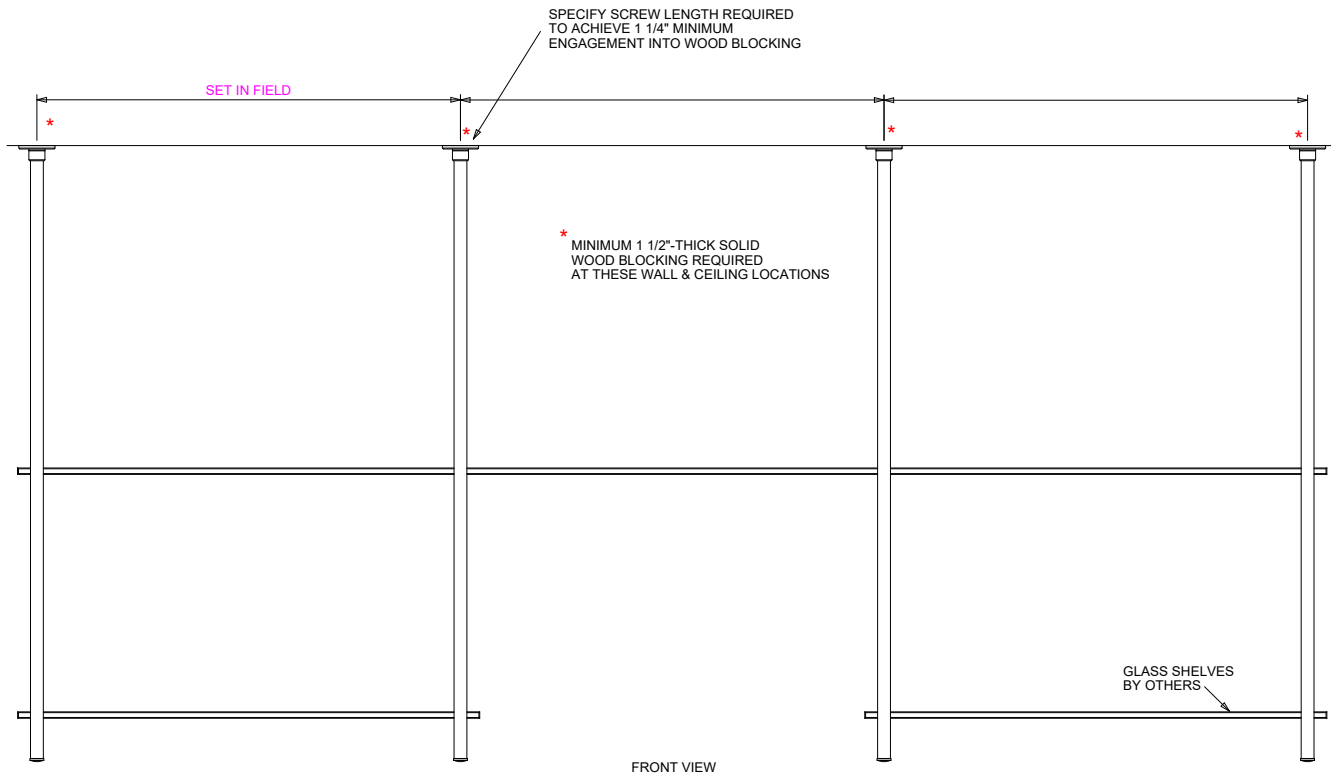 SPECIFY SCREW LENGTH REQUIRED
TO ACHIEVE 1 1/4" MINIMUM
ENGAGEMENT INTO WOOD BLOCKING
SET IN FIELD
*
*
*
*
*
MINIMUM 1 1/2"-THICK SOLID
WOOD BLOCKING REQUIRED
AT THESE WALL & CEILING LOCATIONS
GLASS SHELVES
BY OTHERS
FRONT VIEW